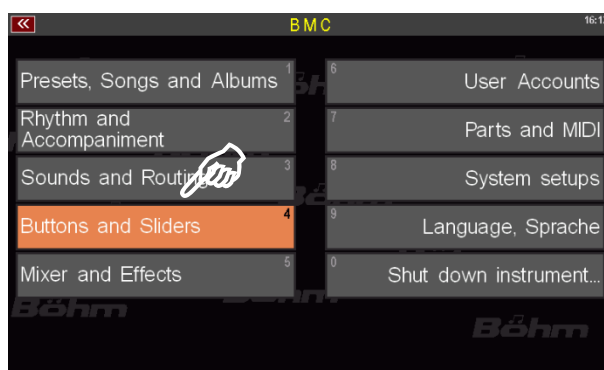 BMC
16:1
Presets, Songs and Albums 1
Rhythm and 2
Accompaniment
Sounds and Routing 3
Buttons and Sliders 4
Mixer and Effects 5
6 User Accounts
7 Parts and MIDI
8 System setups
9 Language, Sprache
0 Shut down instrument...
Böhm
Böhm